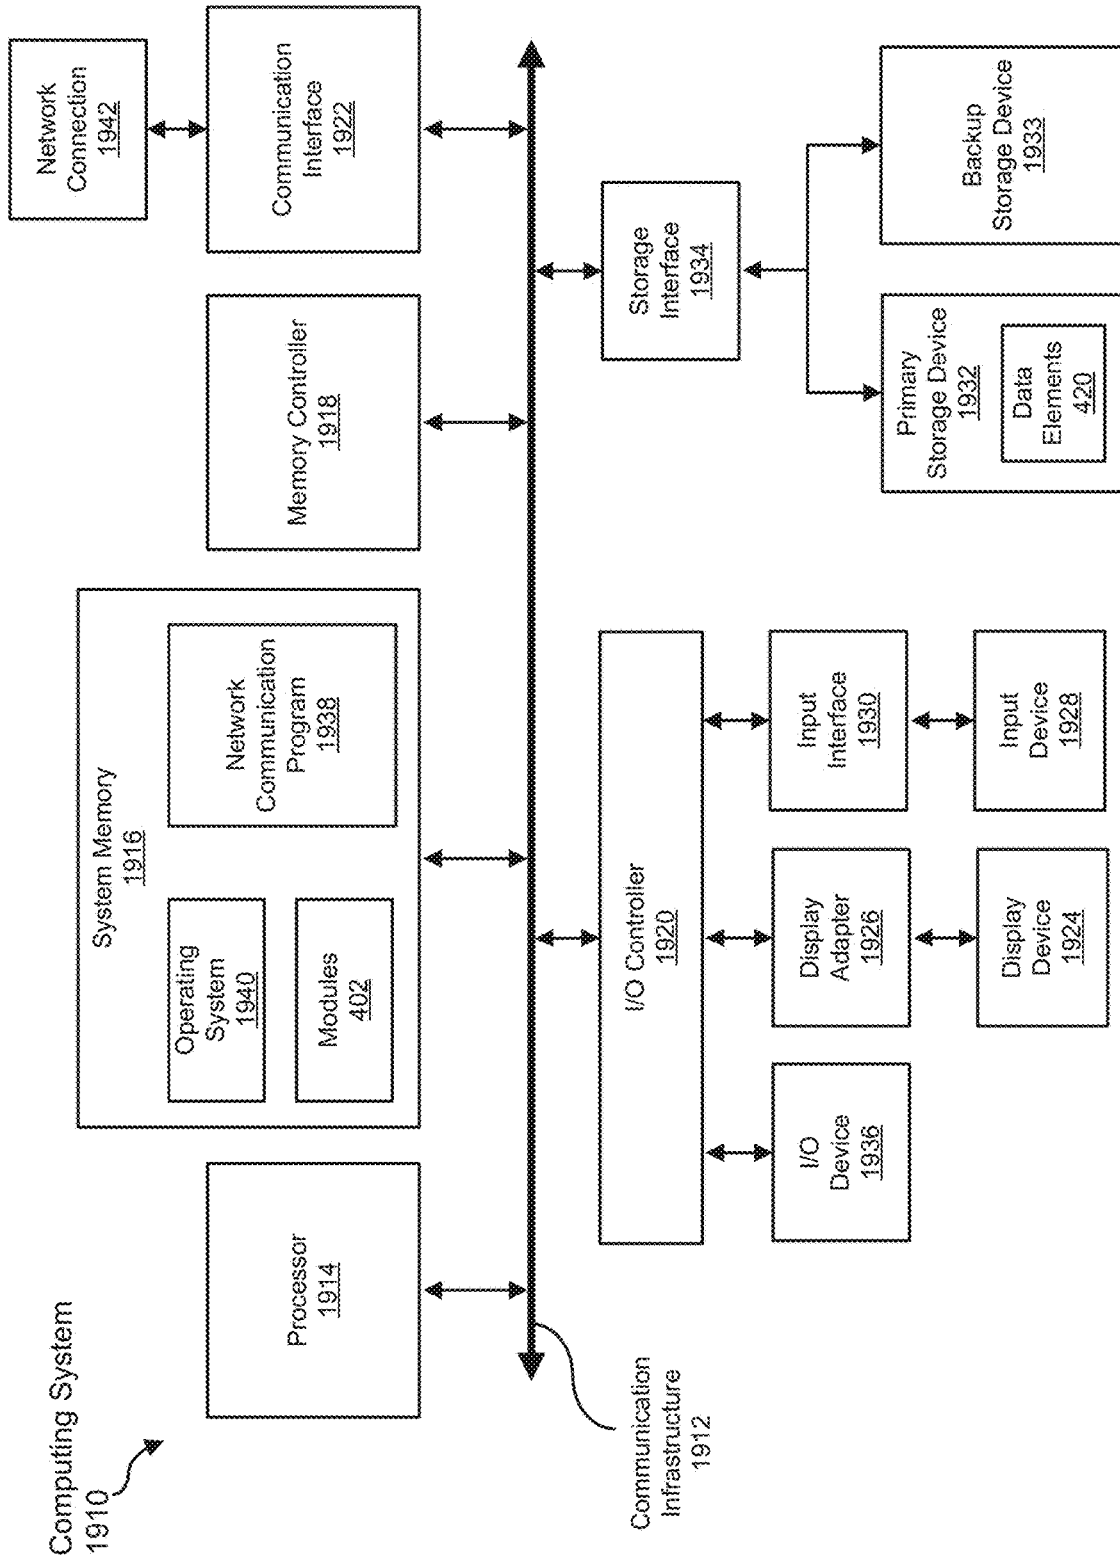 Computing System
1910
Processor
1914
System Memory
1916
Operating
System
1940
Modules
402
Network
Communication
Program
1938
Memory Controller
1918
Communication
Interface
1922
Network
Connection
1942
Communication
Infrastructure
1912
I/O Controller
1920
I/O
Device
1936
Display
Adapter
1926
Display
Device
1924
Input
Interface
1930
Input
Device
1928
Storage
Interface
1934
Primary
Storage Device
1932
Data
Elements
420
Backup
Storage Device
1933